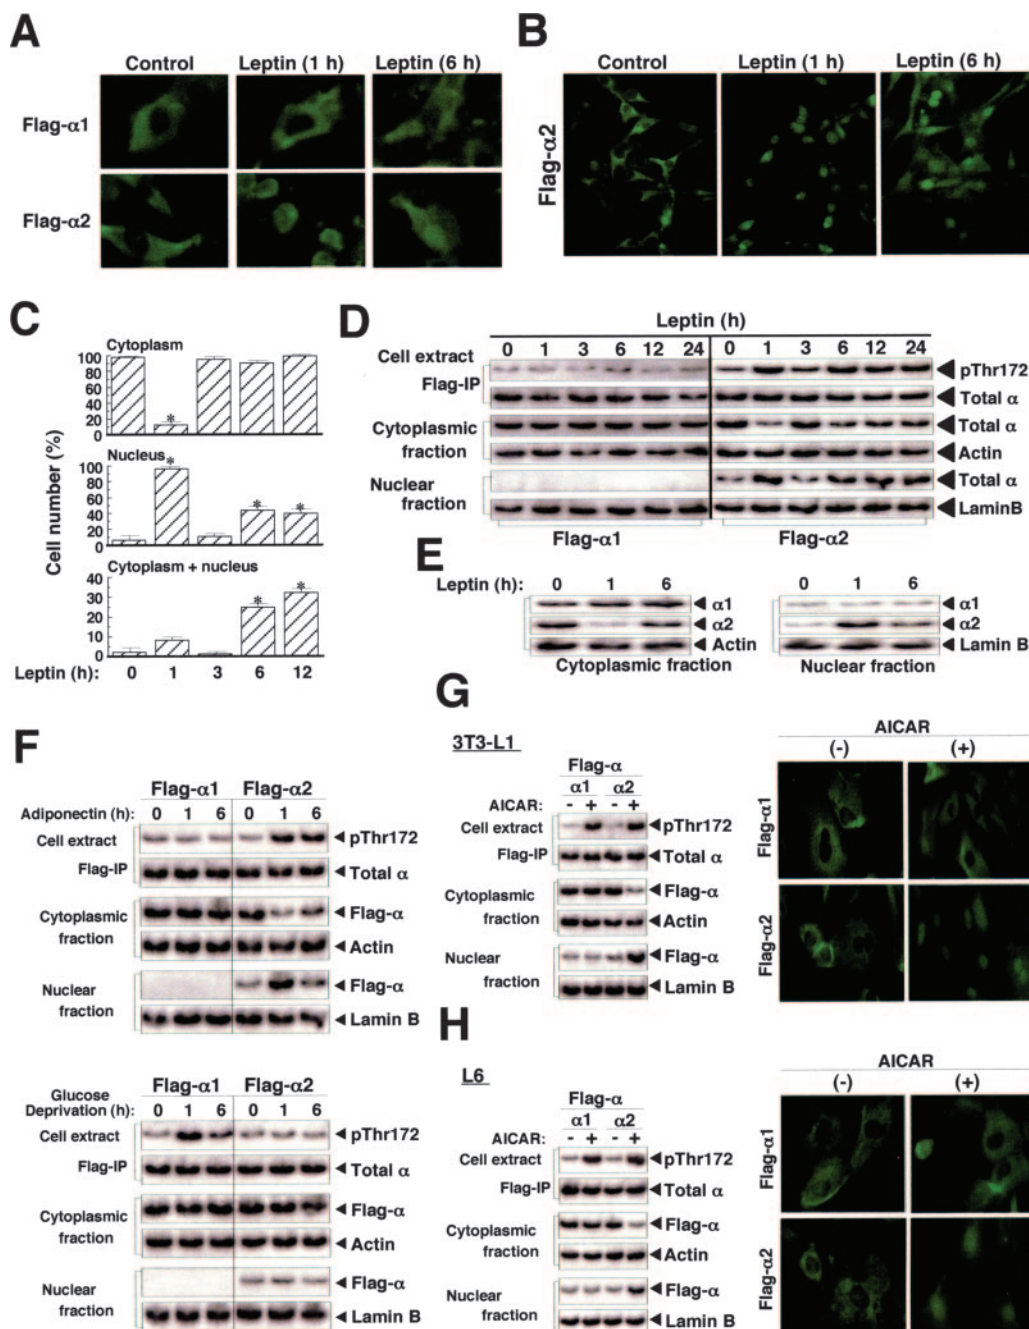 A
Control Leptin (1 h) Leptin (6 h)
Flag-α1
Flag-α2
B
Control Leptin (1 h) Leptin (6 h)
Flag-α2
C
Cytoplasm
100
80
60
40
20
0
Nucleus
*
100
80
60
40
20
0
*
* *
Cytoplasm + nucleus
40
30
20
10
0
* *
Cell number (%)
Leptin (h): 0 1 3 6 12
D
Leptin (h)
0 1 3 6 12 24 0 1 3 6 12 24
Cell extract
Flag-IP
pThr172
Total α
Cytoplasmic
fraction
Total α
Actin
Nuclear
fraction
Total α
LaminB
Flag-α1 Flag-α2
E
Leptin (h): 0 1 6 0 1 6
α1 α1
α2 α2
Actin Lamin B
Cytoplasmic fraction Nuclear fraction
F
Flag-α1 Flag-α2
Adiponectin (h): 0 1 6 0 1 6
Cell extract pThr172
Flag-IP Total α
Cytoplasmic
fraction
Flag-α
Actin
Nuclear
fraction
Flag-α
Lamin B
Flag-α1 Flag-α2
Glucose
Deprivation (h): 0 1 6 0 1 6
Cell extract pThr172
Flag-IP Total α
Cytoplasmic
fraction
Flag-α
Actin
Nuclear
fraction
Flag-α
Lamin B
G
3T3-L1
Flag-α
α1 α2
AICAR: - + - +
Cell extract pThr172
Flag-IP Total α
Cytoplasmic
fraction
Flag-α
Actin
Nuclear
fraction
Flag-α
Lamin B
AICAR
(-) (+)
Flag-α1
Flag-α2
H
L6
Flag-α
α1 α2
AICAR: - + - +
Cell extract pThr172
Flag-IP Total α
Cytoplasmic
fraction
Flag-α
Actin
Nuclear
fraction
Flag-α
Lamin B
AICAR
(-) (+)
Flag-α1
Flag-α2